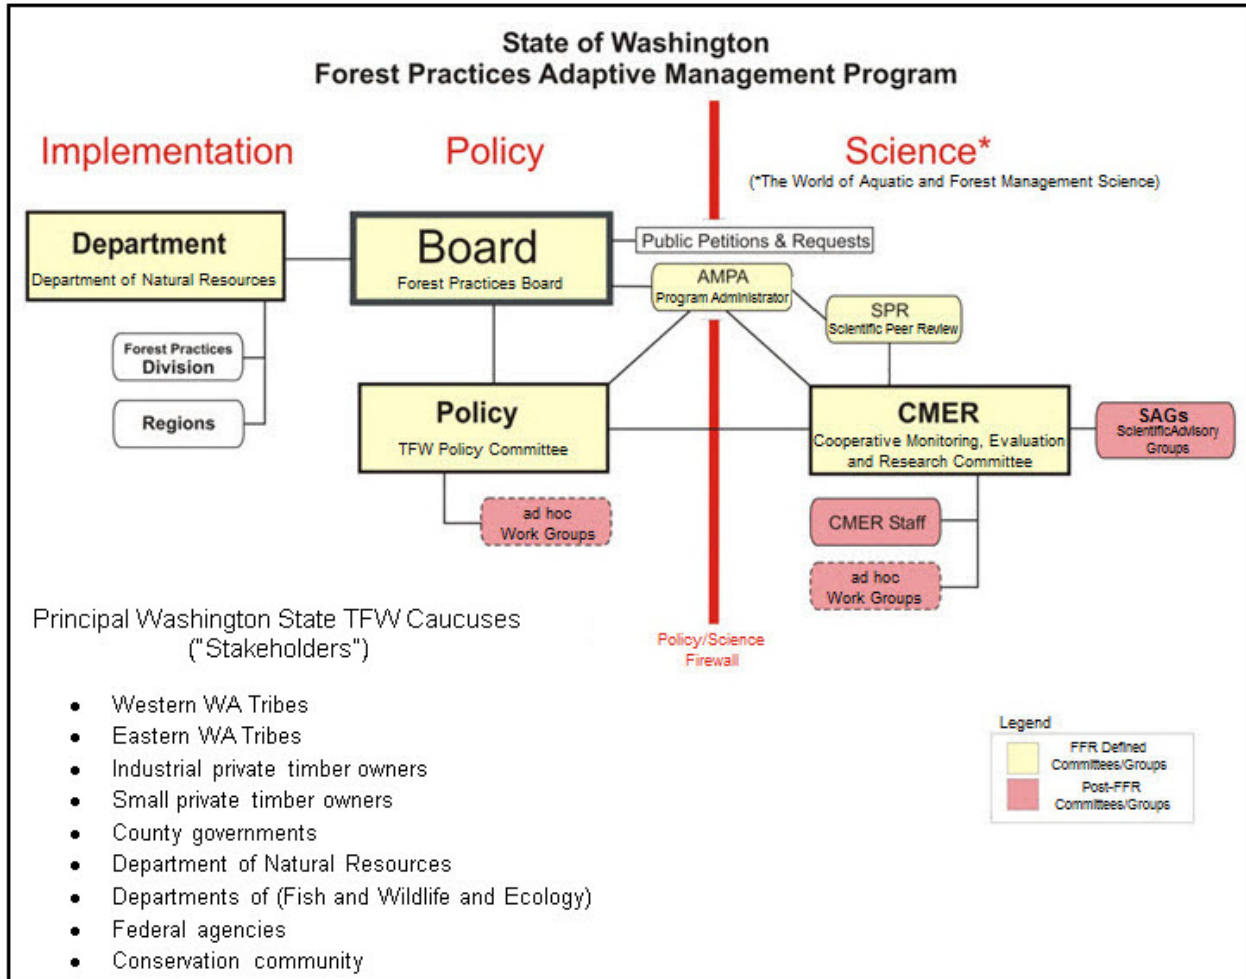 State of Washington
Forest Practices Adaptive Management Program
Implementation
Policy
Science*
(*The World of Aquatic and Forest Management Science)
Department
Department of Natural Resources
Board
Forest Practices Board
Public Petitions & Requests
AMPA
Program Administrator
SPR
Scientific Peer Review
Forest Practices
Division
Regions
Policy
TFW Policy Committee
CMER
Cooperative Monitoring, Evaluation
and Research Committee
SAGs
ScientificAdvisory
Groups
ad hoc
Work Groups
CMER Staff
ad hoc
Work Groups
Policy/Science
Firewall
Principal Washington State TFW Caucuses
("Stakeholders")
• Western WA Tribes
• Eastern WA Tribes
• Industrial private timber owners
• Small private timber owners
• County governments
• Department of Natural Resources
• Departments of (Fish and Wildlife and Ecology)
• Federal agencies
• Conservation community
Legend
FFR Defined
Committees/Groups
Post-FFR
Committees/Groups